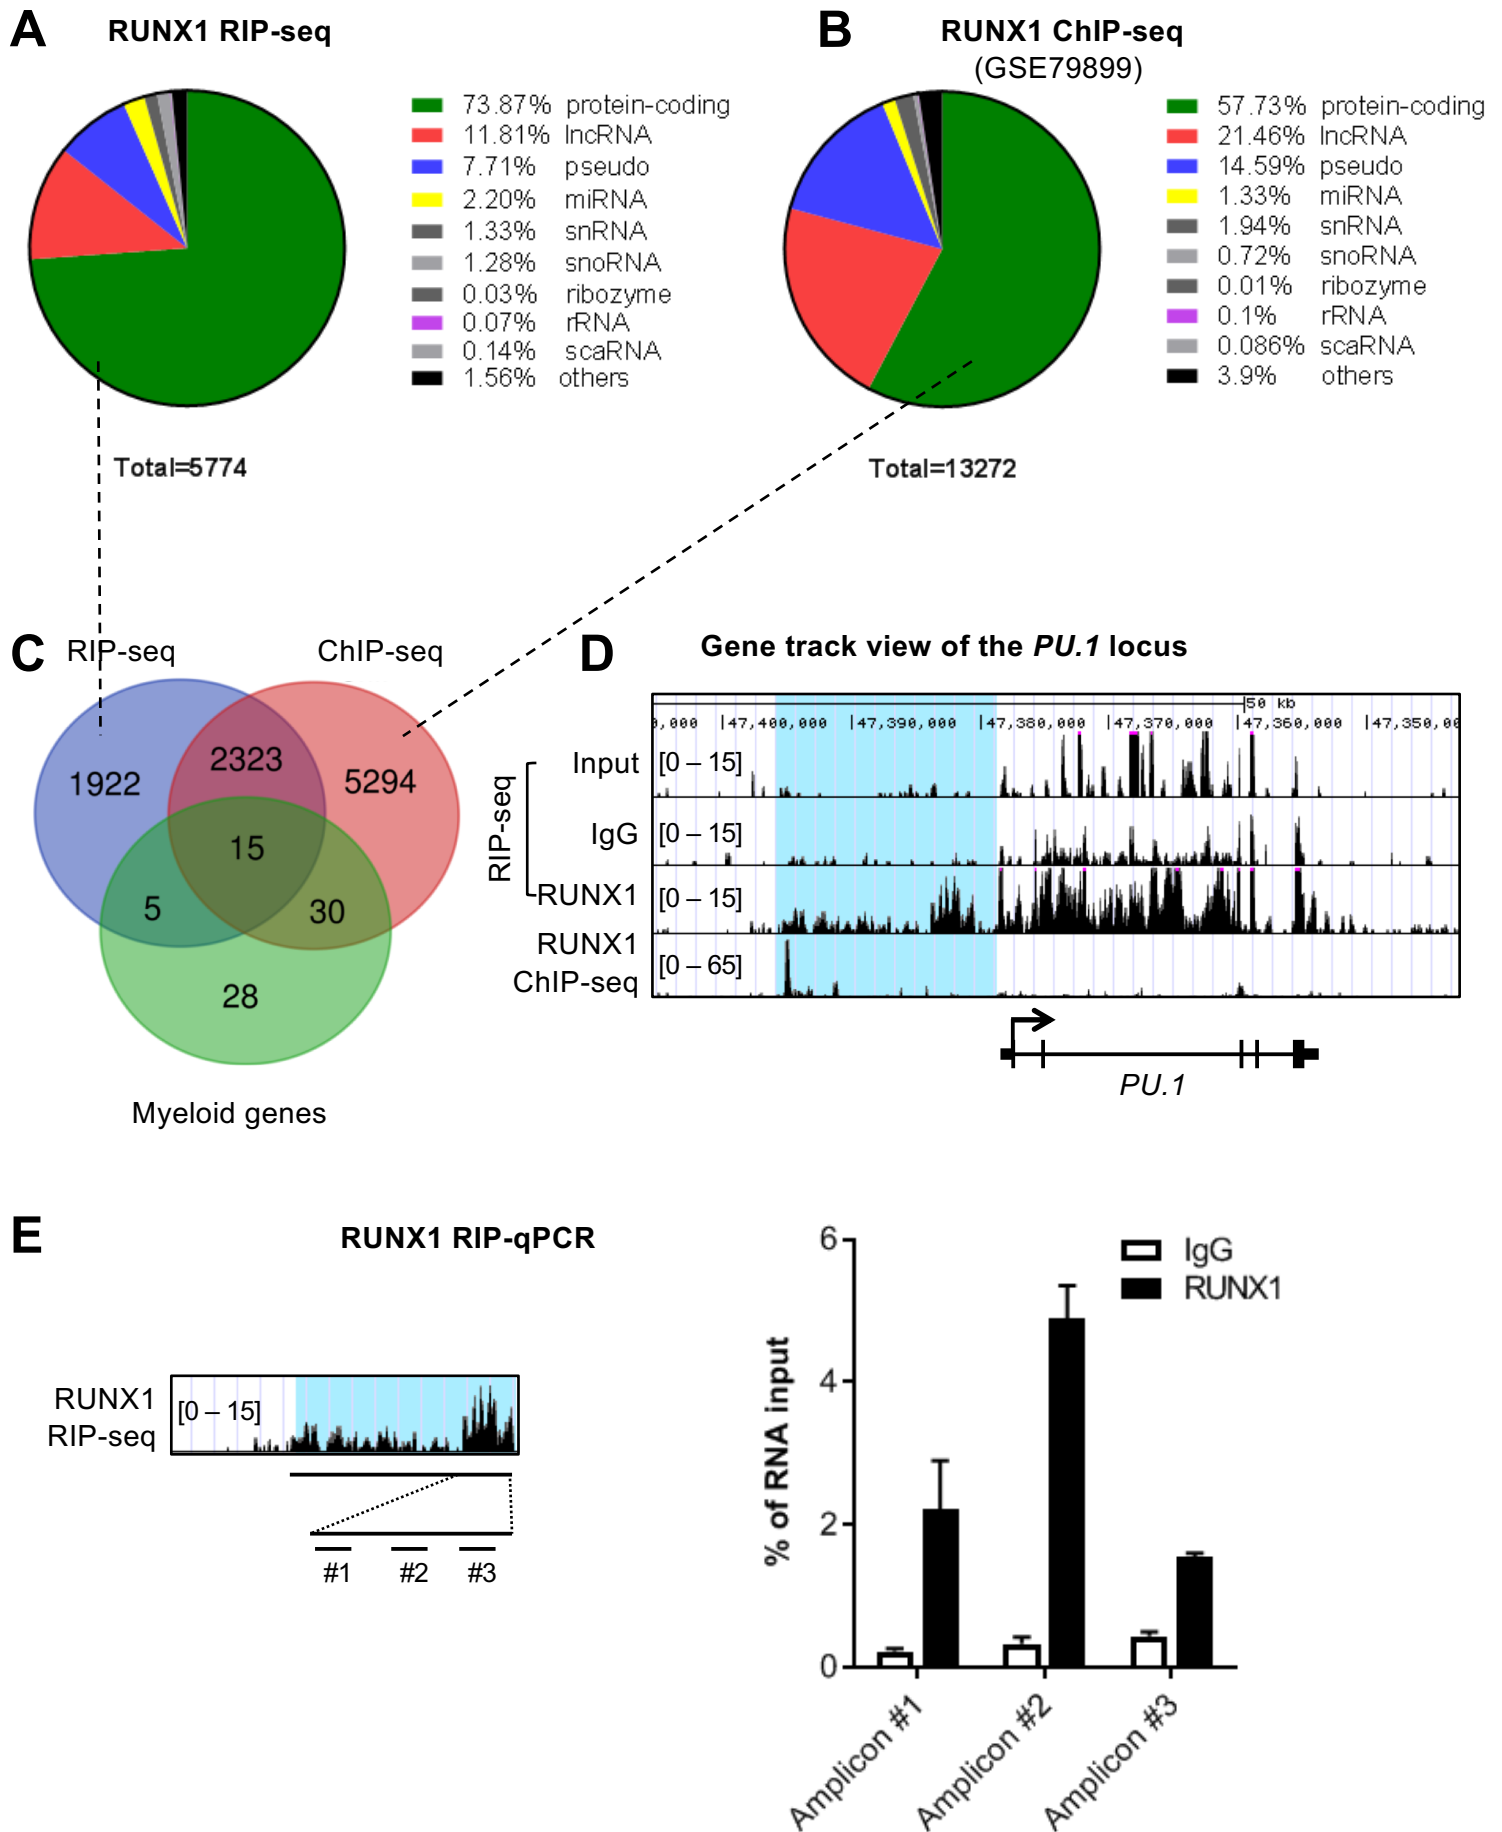 A
RUNX1 RIP-seq
73.87% protein-coding
11.81% lncRNA
7.71% pseudo
2.20% miRNA
1.33% snRNA
1.28% snoRNA
0.03% ribozyme
0.07% rRNA
0.14% scaRNA
1.56% others
Total=5774
B
RUNX1 ChIP-seq
(GSE79899)
57.73% protein-coding
21.46% lncRNA
14.59% pseudo
1.33% miRNA
1.94% snRNA
0.72% snoRNA
0.01% ribozyme
0.1% rRNA
0.086% scaRNA
3.9% others
Total=13272
C
RIP-seq
ChIP-seq
1922
2323
5294
15
5
30
28
Myeloid genes
D
Gene track view of the PU.1 locus
50 kb
0,000 |47,400,000 |47,390,000 |47,380,000 |47,370,000 |47,360,000 |47,350,00
RIP-seq
Input [0 – 15]
IgG [0 – 15]
RUNX1 [0 – 15]
RUNX1
ChIP-seq
[0 – 65]
PU.1
E
RUNX1 RIP-qPCR
RUNX1
RIP-seq
[0 – 15]
#1 #2 #3
% of RNA input
6
4
2
0
IgG
RUNX1
Amplicon #1
Amplicon #2
Amplicon #3